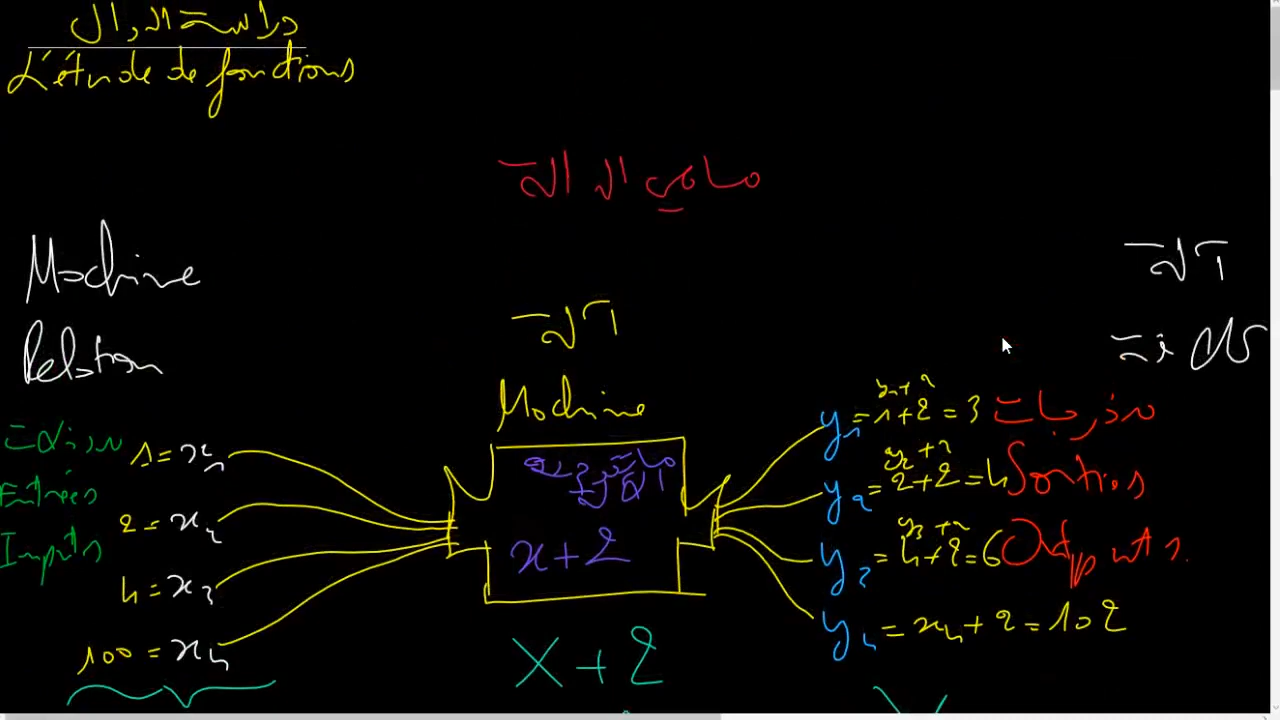 دراسة الدوال
L'étude de fonctions
ماهي الدالة
Machine
آلة
Relation
علاقة
آلة
Machine
مدخلات
Entrées
Inputs
1 = x₁
2 = x₂
4 = x₃
100 = x₄
x + 2
y₁ = 1+2 = 3
y₂ = 2+2 = 4
y₃ = 4+2 = 6
y₄ = x₄ + 2 = 102
مخرجات
Sorties
Outputs
X + 2